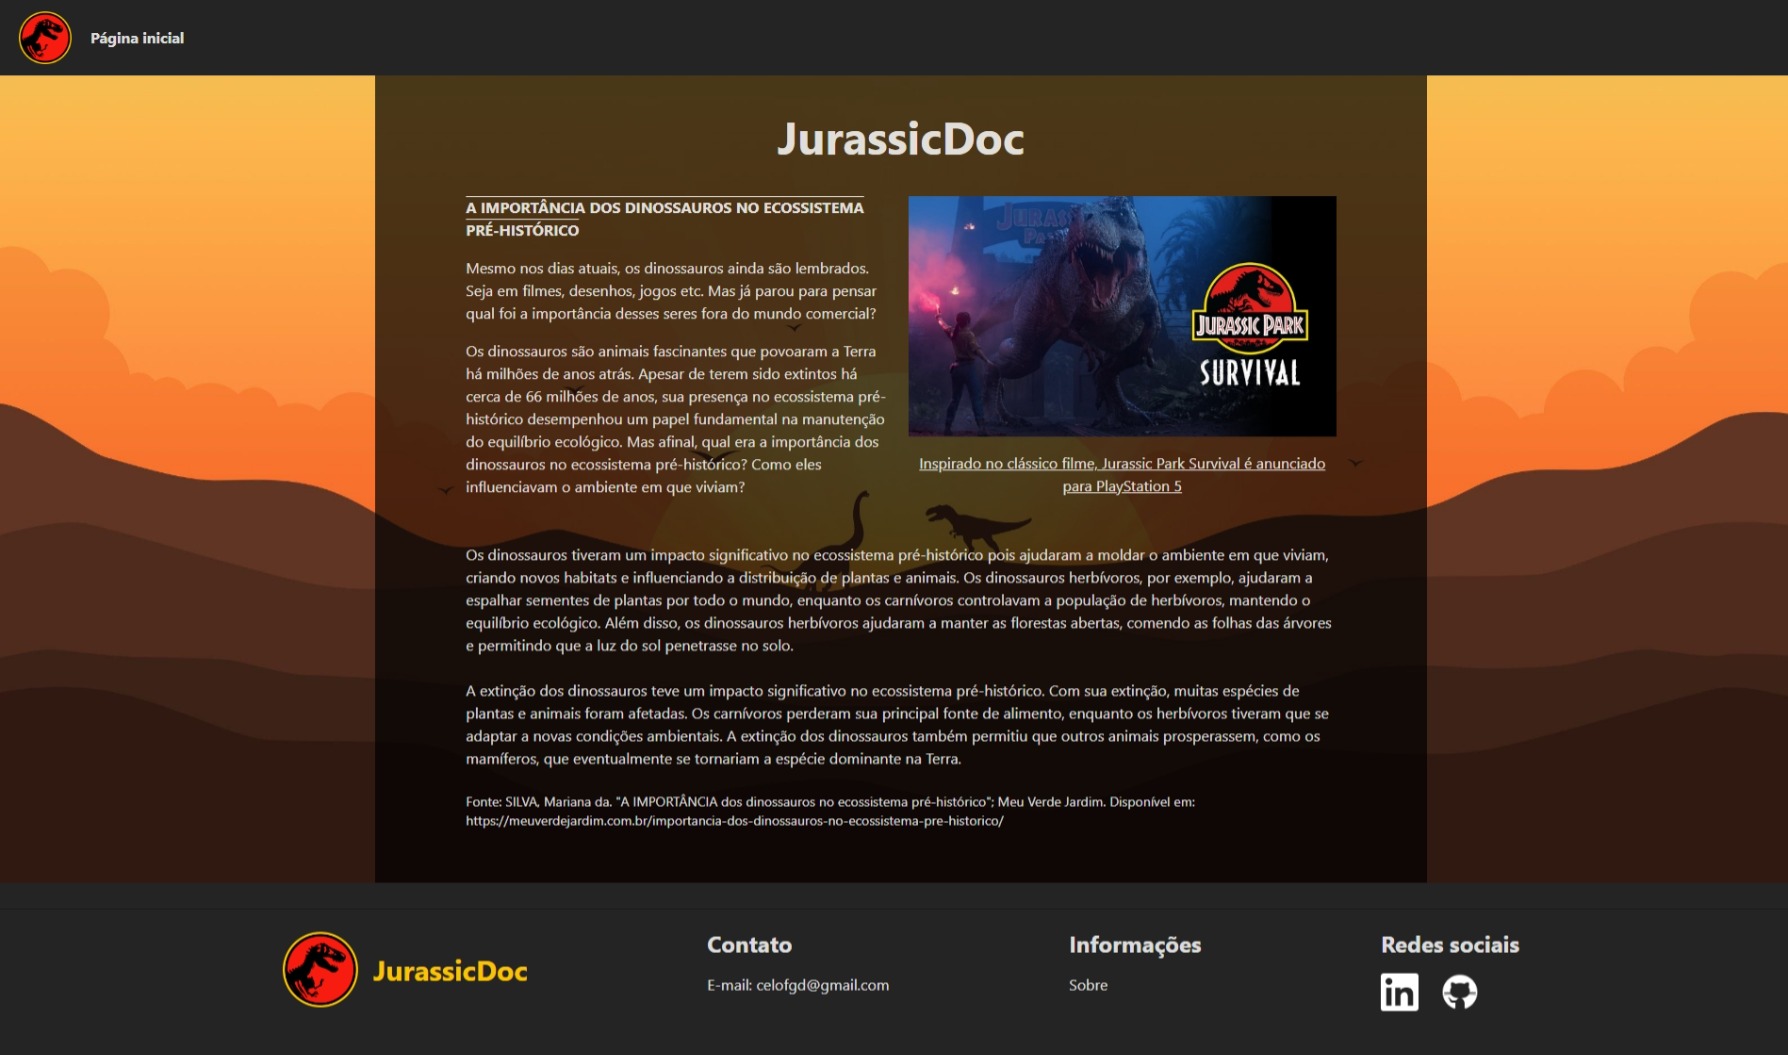 Página inicial
JurassicDoc
A IMPORTÂNCIA DOS DINOSSAUROS NO ECOSSISTEMA
PRÉ-HISTÓRICO
Mesmo nos dias atuais, os dinossauros ainda são lembrados.
Seja em filmes, desenhos, jogos etc. Mas já parou para pensar
qual foi a importância desses seres fora do mundo comercial?
Os dinossauros são animais fascinantes que povoaram a Terra
há milhões de anos atrás. Apesar de terem sido extintos há
cerca de 66 milhões de anos, sua presença no ecossistema pré-
histórico desempenhou um papel fundamental na manutenção
do equilíbrio ecológico. Mas afinal, qual era a importância dos
dinossauros no ecossistema pré-histórico? Como eles
influenciavam o ambiente em que viviam?
JURASSIC PARK
SURVIVAL
Inspirado no clássico filme, Jurassic Park Survival é anunciado
para PlayStation 5
Os dinossauros tiveram um impacto significativo no ecossistema pré-histórico pois ajudaram a moldar o ambiente em que viviam,
criando novos habitats e influenciando a distribuição de plantas e animais. Os dinossauros herbívoros, por exemplo, ajudaram a
espalhar sementes de plantas por todo o mundo, enquanto os carnívoros controlavam a população de herbívoros, mantendo o
equilíbrio ecológico. Além disso, os dinossauros herbívoros ajudaram a manter as florestas abertas, comendo as folhas das árvores
e permitindo que a luz do sol penetrasse no solo.
A extinção dos dinossauros teve um impacto significativo no ecossistema pré-histórico. Com sua extinção, muitas espécies de
plantas e animais foram afetadas. Os carnívoros perderam sua principal fonte de alimento, enquanto os herbívoros tiveram que se
adaptar a novas condições ambientais. A extinção dos dinossauros também permitiu que outros animais prosperassem, como os
mamíferos, que eventualmente se tornariam a espécie dominante na Terra.
Fonte: SILVA, Mariana da. "A IMPORTÂNCIA dos dinossauros no ecossistema pré-histórico"; Meu Verde Jardim. Disponível em:
https://meuverdejardim.com.br/importancia-dos-dinossauros-no-ecossistema-pre-historico/
JurassicDoc
Contato
E-mail: celofgd@gmail.com
Informações
Sobre
Redes sociais
in